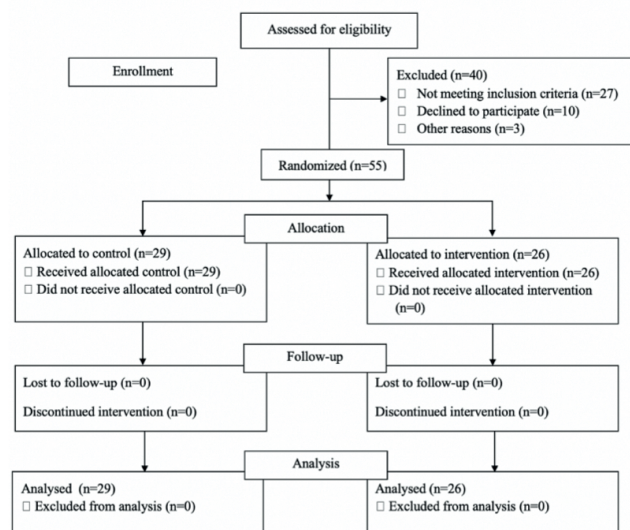 Assessed for eligibility
Enrollment
Excluded (n=40)
□ Not meeting inclusion criteria (n=27)
□ Declined to participate (n=10)
□ Other reasons (n=3)
Randomized (n=55)
Allocation
Allocated to control (n=29)
□ Received allocated control (n=29)
□ Did not receive allocated control (n=0)
Allocated to intervention (n=26)
□ Received allocated intervention (n=26)
□ Did not receive allocated intervention
(n=0)
Follow-up
Lost to follow-up (n=0)
Discontinued intervention (n=0)
Lost to follow-up (n=0)
Discontinued intervention (n=0)
Analysis
Analysed (n=29)
□ Excluded from analysis (n=0)
Analysed (n=26)
□ Excluded from analysis (n=0)